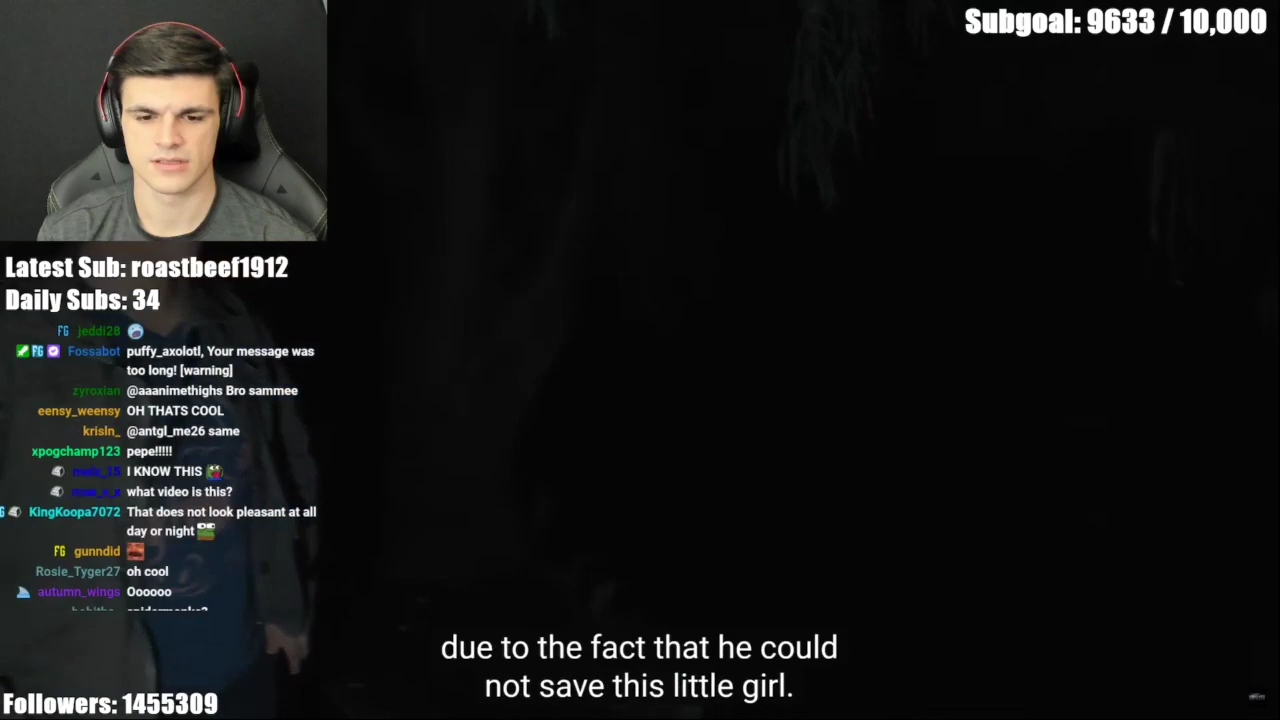 Subgoal: 9633 / 10,000
Latest Sub: roastbeef1912
Daily Subs: 34
FG jeddi28
FG Fossabot puffy_axolotl, Your message was
too long! [warning]
zyroxian @aaanimethighs Bro sammee
eensy_weensy OH THATS COOL
krisln_ @antgl_me26 same
xpogchamp123 pepe!!!!!
I KNOW THIS
what video is this?
KingKoopa7072 That does not look pleasant at all
day or night
FG gunndid
Rosie_Tyger27 oh cool
autumn_wings Oooooo
due to the fact that he could
not save this little girl.
Followers: 1455309